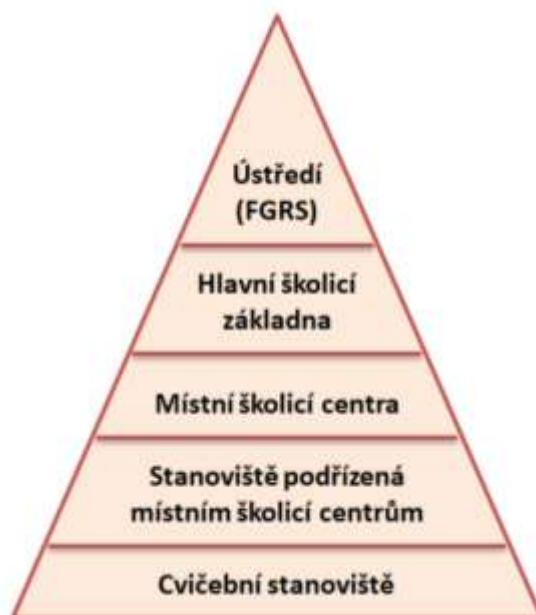 Ústředí
(FGRS)
Hlavní školicí
základna
Místní školicí centra
Stanoviště podřízená
místním školicí centrům
Cvičební stanoviště